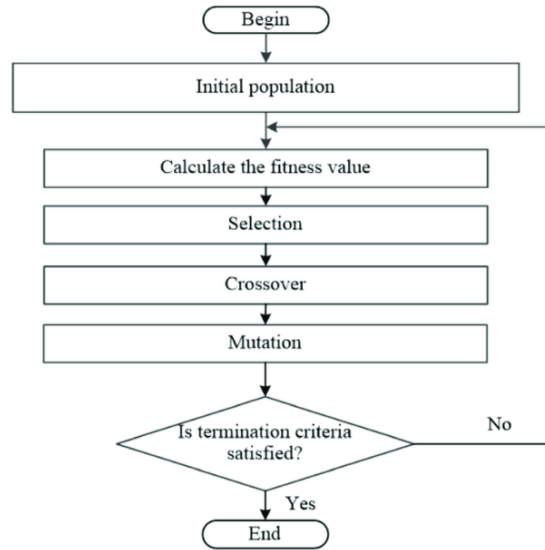 Begin
Initial population
Calculate the fitness value
Selection
Crossover
Mutation
Is termination criteria
satisfied?
No
Yes
End